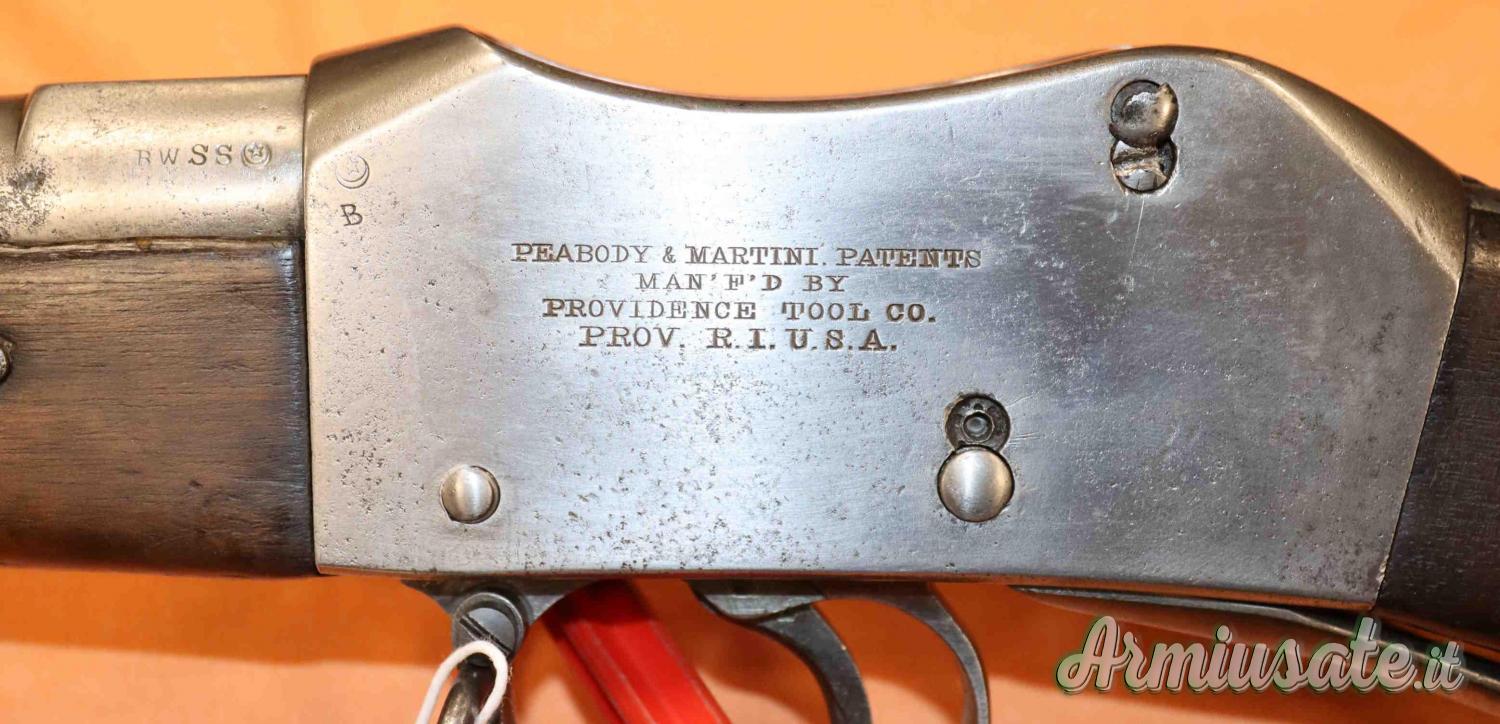 RWSS
B
PEABODY & MARTINI. PATENTS
MAN'F'D BY
PROVIDENCE TOOL CO.
PROV. R.I.U.S.A.
Armiusate.it